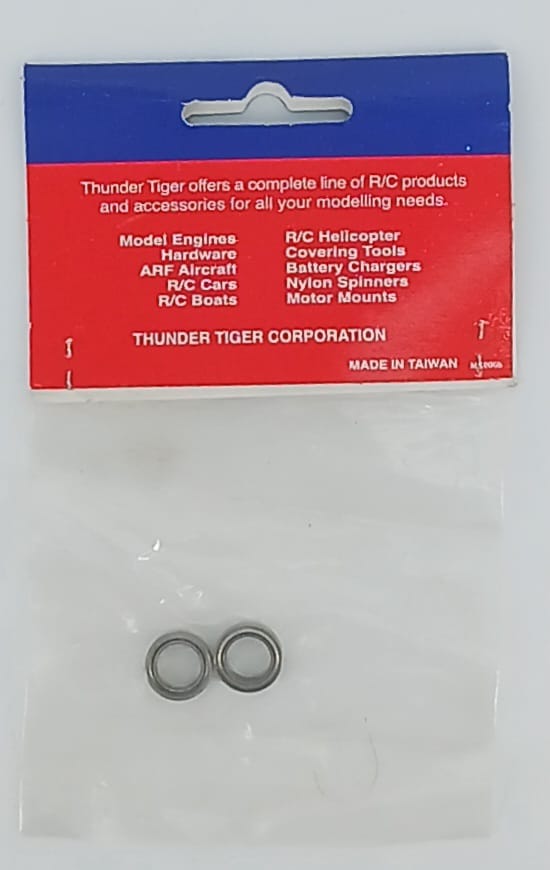 Thunder Tiger offers a complete line of R/C products
and accessories for all your modelling needs.
Model Engines
Hardware
ARF Aircraft
R/C Cars
R/C Boats
R/C Helicopter
Covering Tools
Battery Chargers
Nylon Spinners
Motor Mounts
THUNDER TIGER CORPORATION
MADE IN TAIWAN